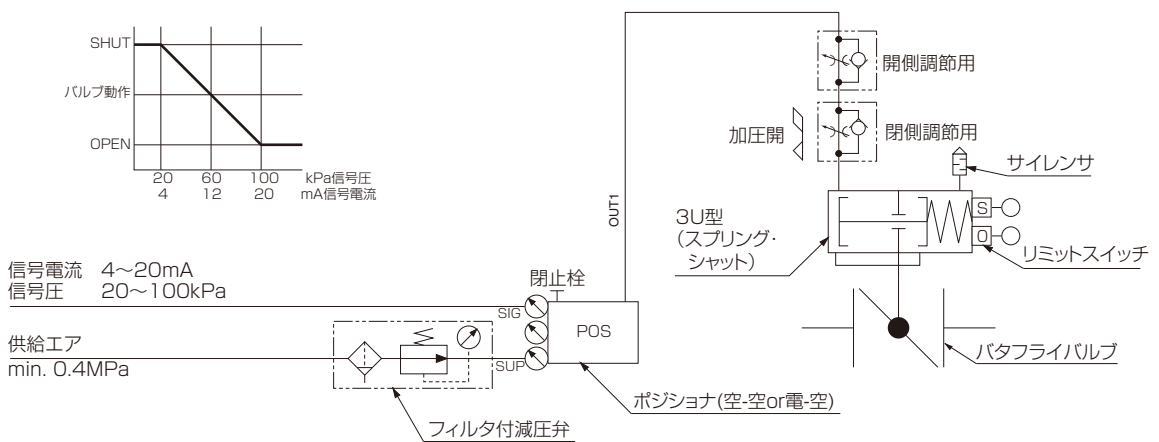 SHUT
バルブ動作
OPEN
20 60 100 kPa信号圧
4 12 20 mA信号電流
開側調節用
加圧開
閉側調節用
サイレンサ
OUT1
3U型
(スプリング・
シャット)
S
O
リミットスイッチ
信号電流 4〜20mA
信号圧 20〜100kPa
閉止栓
SIG
POS
供給エア
min. 0.4MPa
SUP
バタフライバルブ
ポジショナ(空-空or電-空)
フィルタ付減圧弁